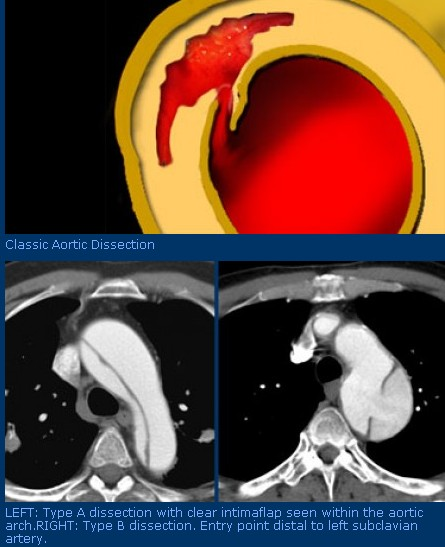 Classic Aortic Dissection
LEFT: Type A dissection with clear intimaflap seen within the aortic
arch.RIGHT: Type B dissection. Entry point distal to left subclavian
artery.